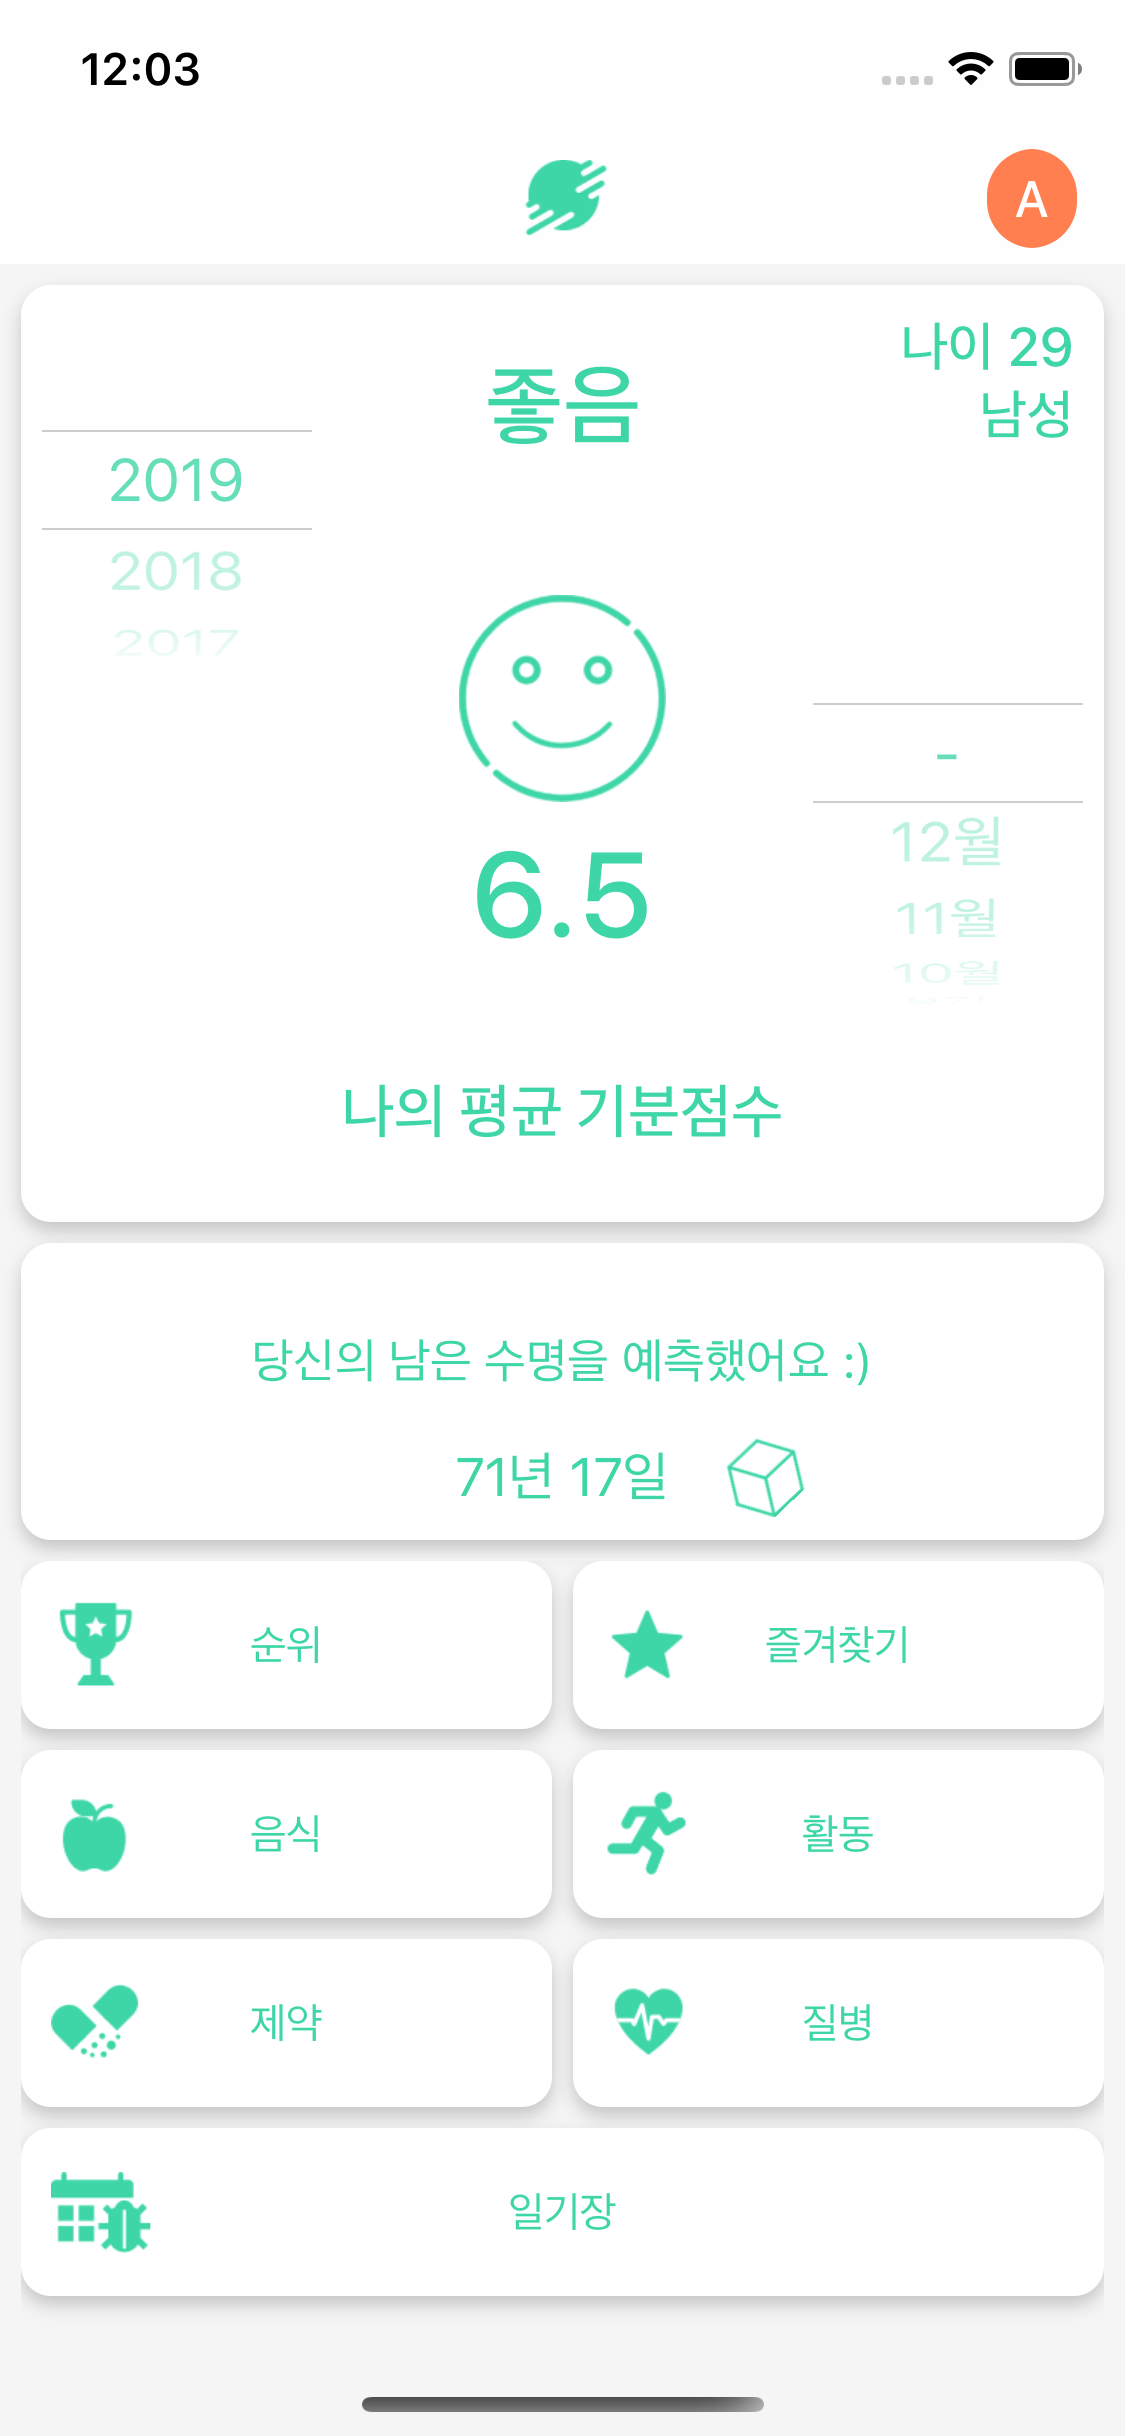 12:03
A
나이 29
남성
좋음
2019
2018
2017
-
12월
11월
10월
6.5
나의 평균 기분점수
당신의 남은 수명을 예측했어요 :)
71년 17일
순위
즐겨찾기
음식
활동
제약
질병
일기장